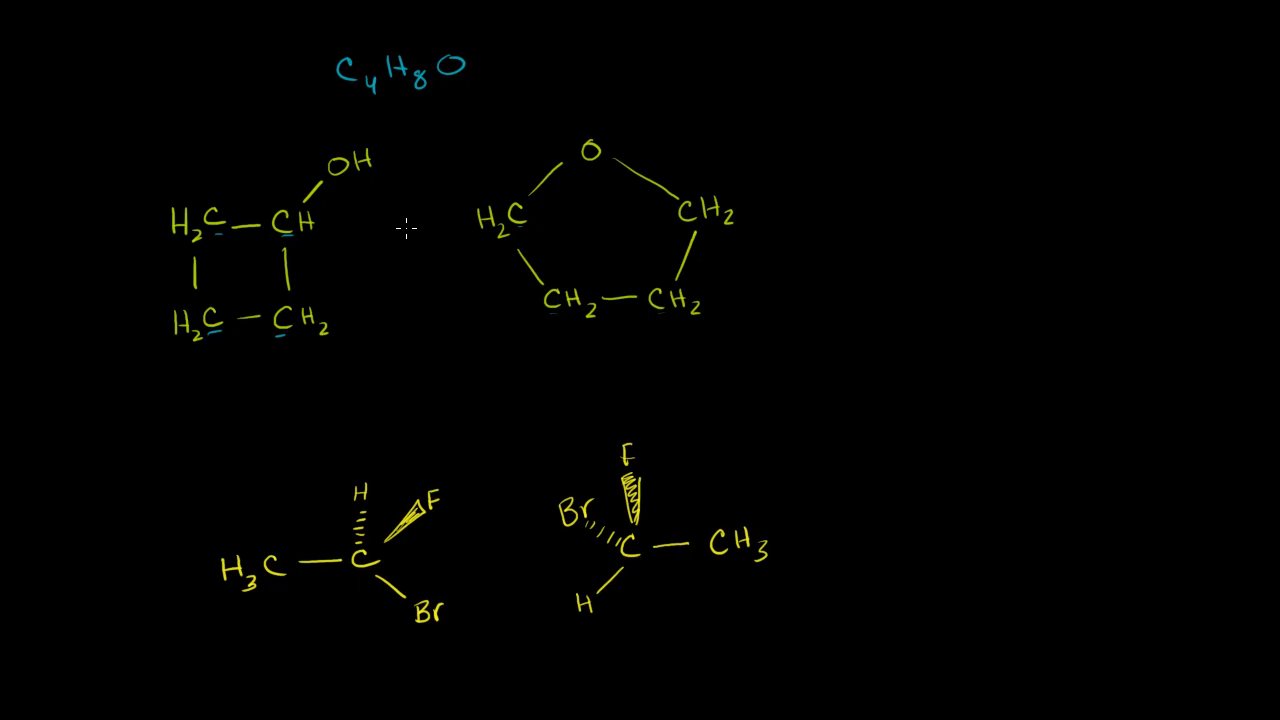 C4H8O
OH
O
H2C CH
H2C CH2
H2C CH2
CH2 CH2
F
H F
Br
C CH3
H3C C
H
Br